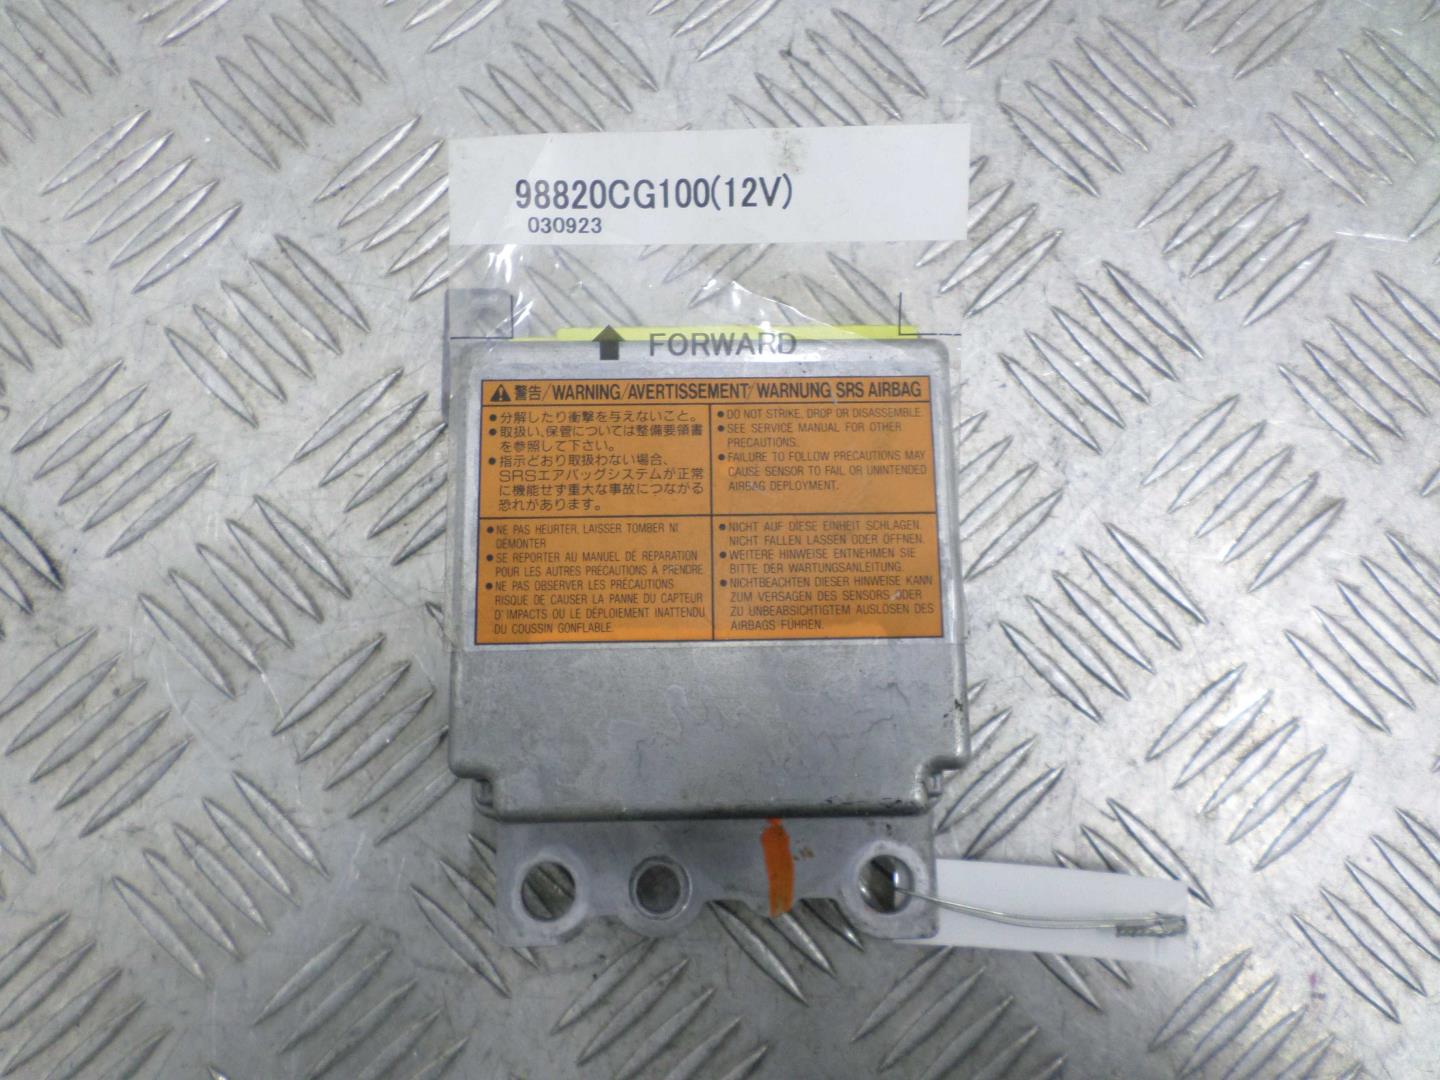 98820CG100(12V)
030923
FORWARD
警告/WARNING/AVERTISSEMENT/WARNUNG SRS AIRBAG
●分解したり衝撃を与えないこと。
●取扱い、保管については整備要領書
を参照して下さい。
●指示どおり取扱わない場合、
SRSエアバッグシステムが正常
に機能せず重大な事故につながる
恐れがあります。
●DO NOT STRIKE, DROP OR DISASSEMBLE.
●SEE SERVICE MANUAL FOR OTHER
PRECAUTIONS.
●FAILURE TO FOLLOW PRECAUTIONS MAY
CAUSE SENSOR TO FAIL OR UNINTENDED
AIRBAG DEPLOYMENT.
●NE PAS HEURTER, LAISSER TOMBER NI
DÉMONTER
●SE REPORTER AU MANUEL DE REPARATION
POUR LES AUTRES PRÉCAUTIONS À PRENDRE
●NE PAS OBSERVER LES PRÉCAUTIONS
RISQUE DE CAUSER LA PANNE DU CAPTEUR
D'IMPACTS OU LE DÉPLOIEMENT INATTENDU
DU COUSSIN GONFLABLE.
●NICHT AUF DIESE EINHEIT SCHLAGEN.
NICHT FALLEN LASSEN ODER ÖFFNEN.
●WEITERE HINWEISE ENTNEHMEN SIE
BITTE DER WARTUNGSANLEITUNG.
●NICHTBEACHTEN DIESER HINWEISE KANN
ZUM VERSAGEN DES SENSORS ODER
ZU UNBEABSICHTIGTEM AUSLÖSEN DES
AIRBAGS FÜHREN.